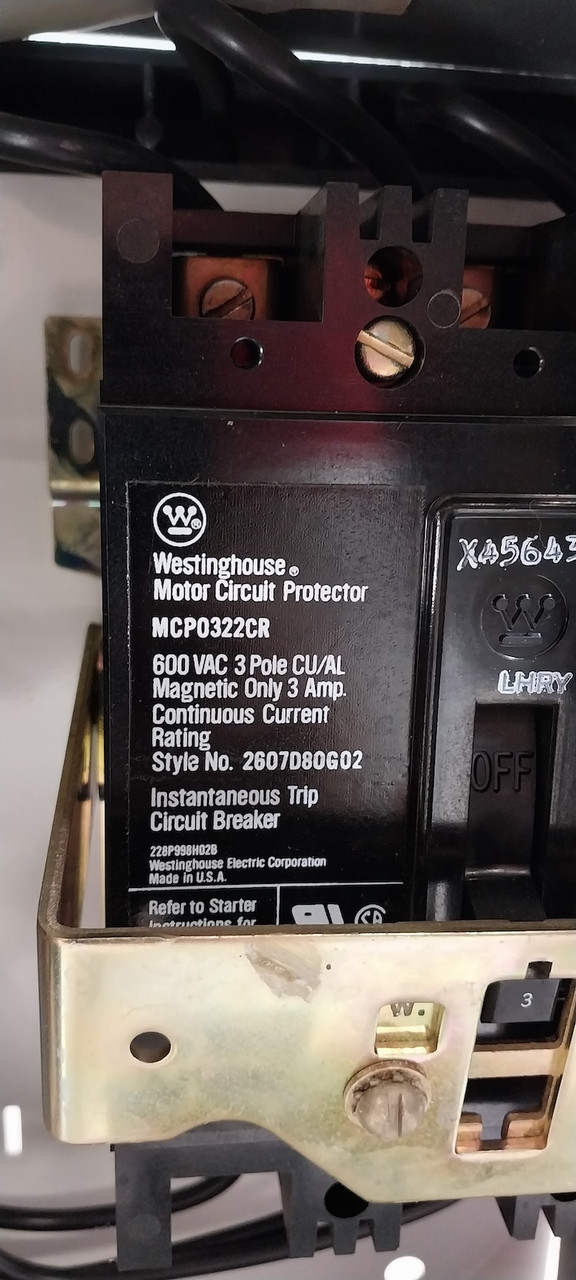 W
Westinghouse®
Motor Circuit Protector
MCP0322CR
600 VAC 3 Pole CU/AL
Magnetic Only 3 Amp.
Continuous Current
Rating
Style No. 2607D80G02
Instantaneous Trip
Circuit Breaker
228P998H02B
Westinghouse Electric Corporation
Made in U.S.A.
Refer to Starter
Instructions for
X45643
W
LHRY
OFF
W.
3